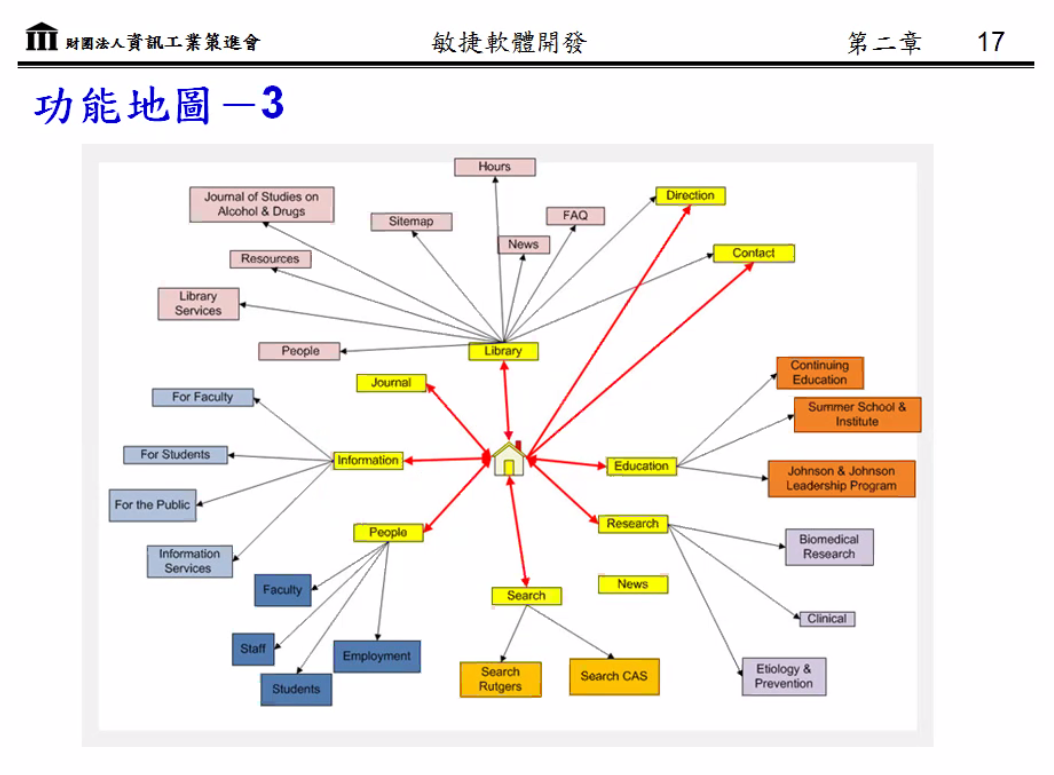 財團法人資訊工業策進會
敏捷軟體開發
第二章
17
功能地圖－3
Hours
Journal of Studies on
Alcohol & Drugs
Sitemap
FAQ
Direction
News
Resources
Contact
Library
Services
People
Library
Journal
Continuing
Education
For Faculty
Summer School &
Institute
For Students
Information
Education
Johnson & Johnson
Leadership Program
For the Public
People
Research
Biomedical
Research
Information
Services
Faculty
Search
News
Clinical
Staff
Employment
Students
Search
Rutgers
Search CAS
Etiology &
Prevention